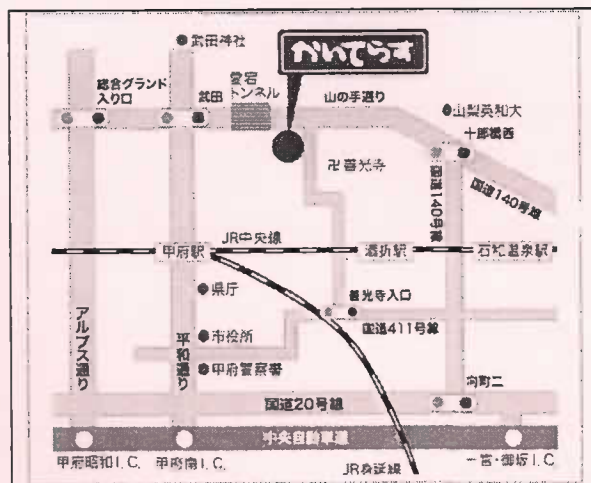 武田神社
かいてらす
総合グランド
入り口
武田
愛宕
トンネル
山の手通り
山梨英和大
十郎橋西
卍善光寺
国道140号線
国道140号線
JR中央線
甲府駅
酒折駅
石和温泉駅
県庁
善光寺入口
国道411号線
アルプス通り
平和通り
市役所
甲府警察署
向町二
国道20号線
中央自動車道
甲府昭和I.C.
甲府南I.C.
JR身延線
一宮・御坂I.C.